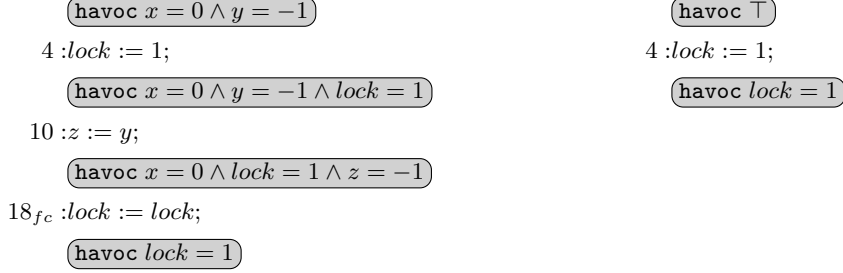 havoc x = 0 ∧ y = −1
4 : lock := 1;
havoc x = 0 ∧ y = −1 ∧ lock = 1
10 : z := y;
havoc x = 0 ∧ lock = 1 ∧ z = −1
18fc : lock := lock;
havoc lock = 1
havoc ⊤
4 : lock := 1;
havoc lock = 1